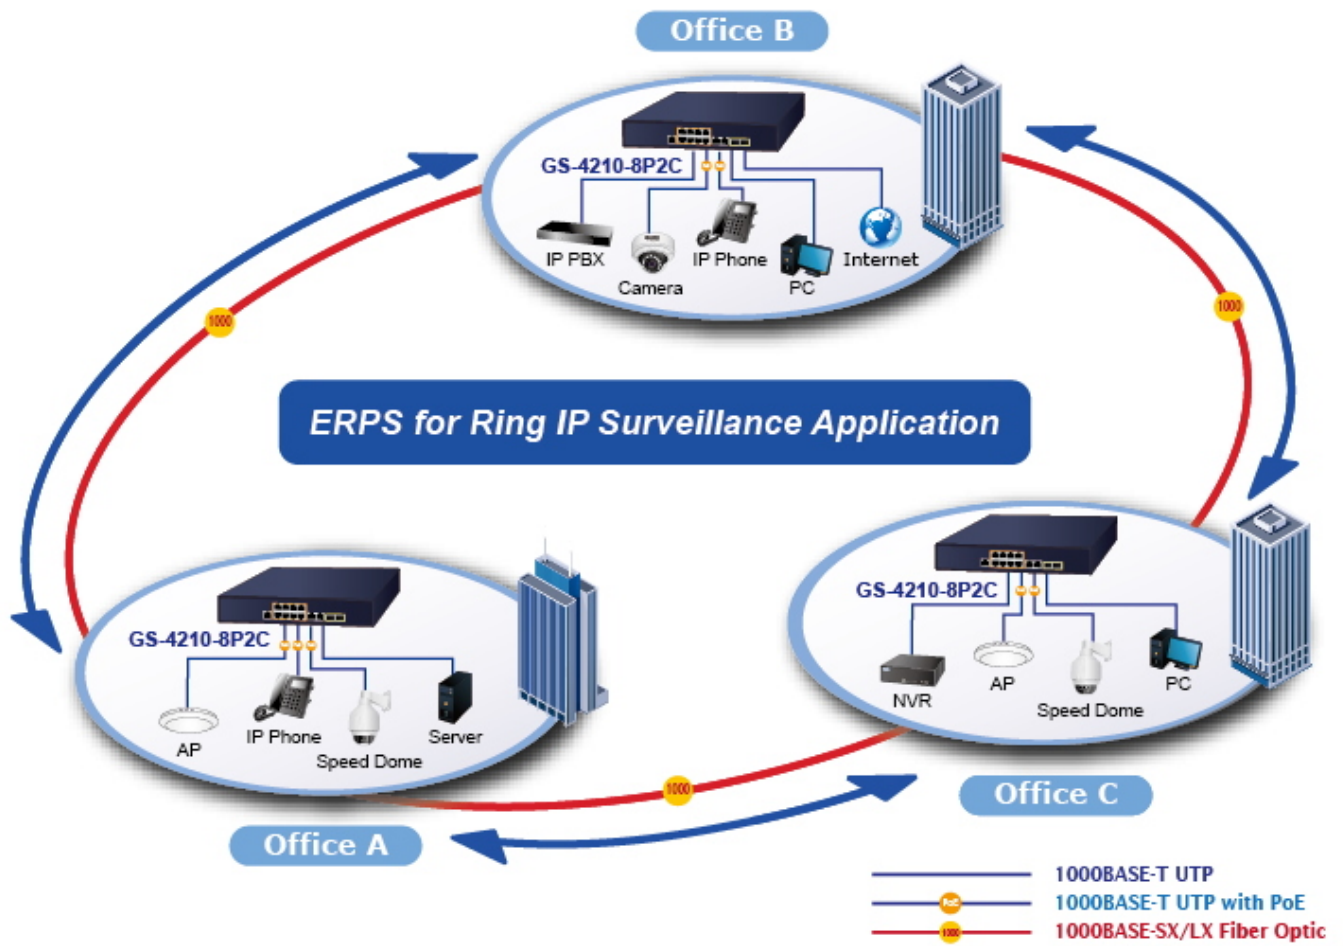 Office B
GS-4210-8P2C
IP PBX
Camera
IP Phone
PC
Internet
1000
1000
ERPS for Ring IP Surveillance Application
GS-4210-8P2C
AP
IP Phone
Speed Dome
Server
GS-4210-8P2C
NVR
AP
Speed Dome
PC
1000
Office A
Office C
1000BASE-T UTP
PoE 1000BASE-T UTP with PoE
1000 1000BASE-SX/LX Fiber Optic